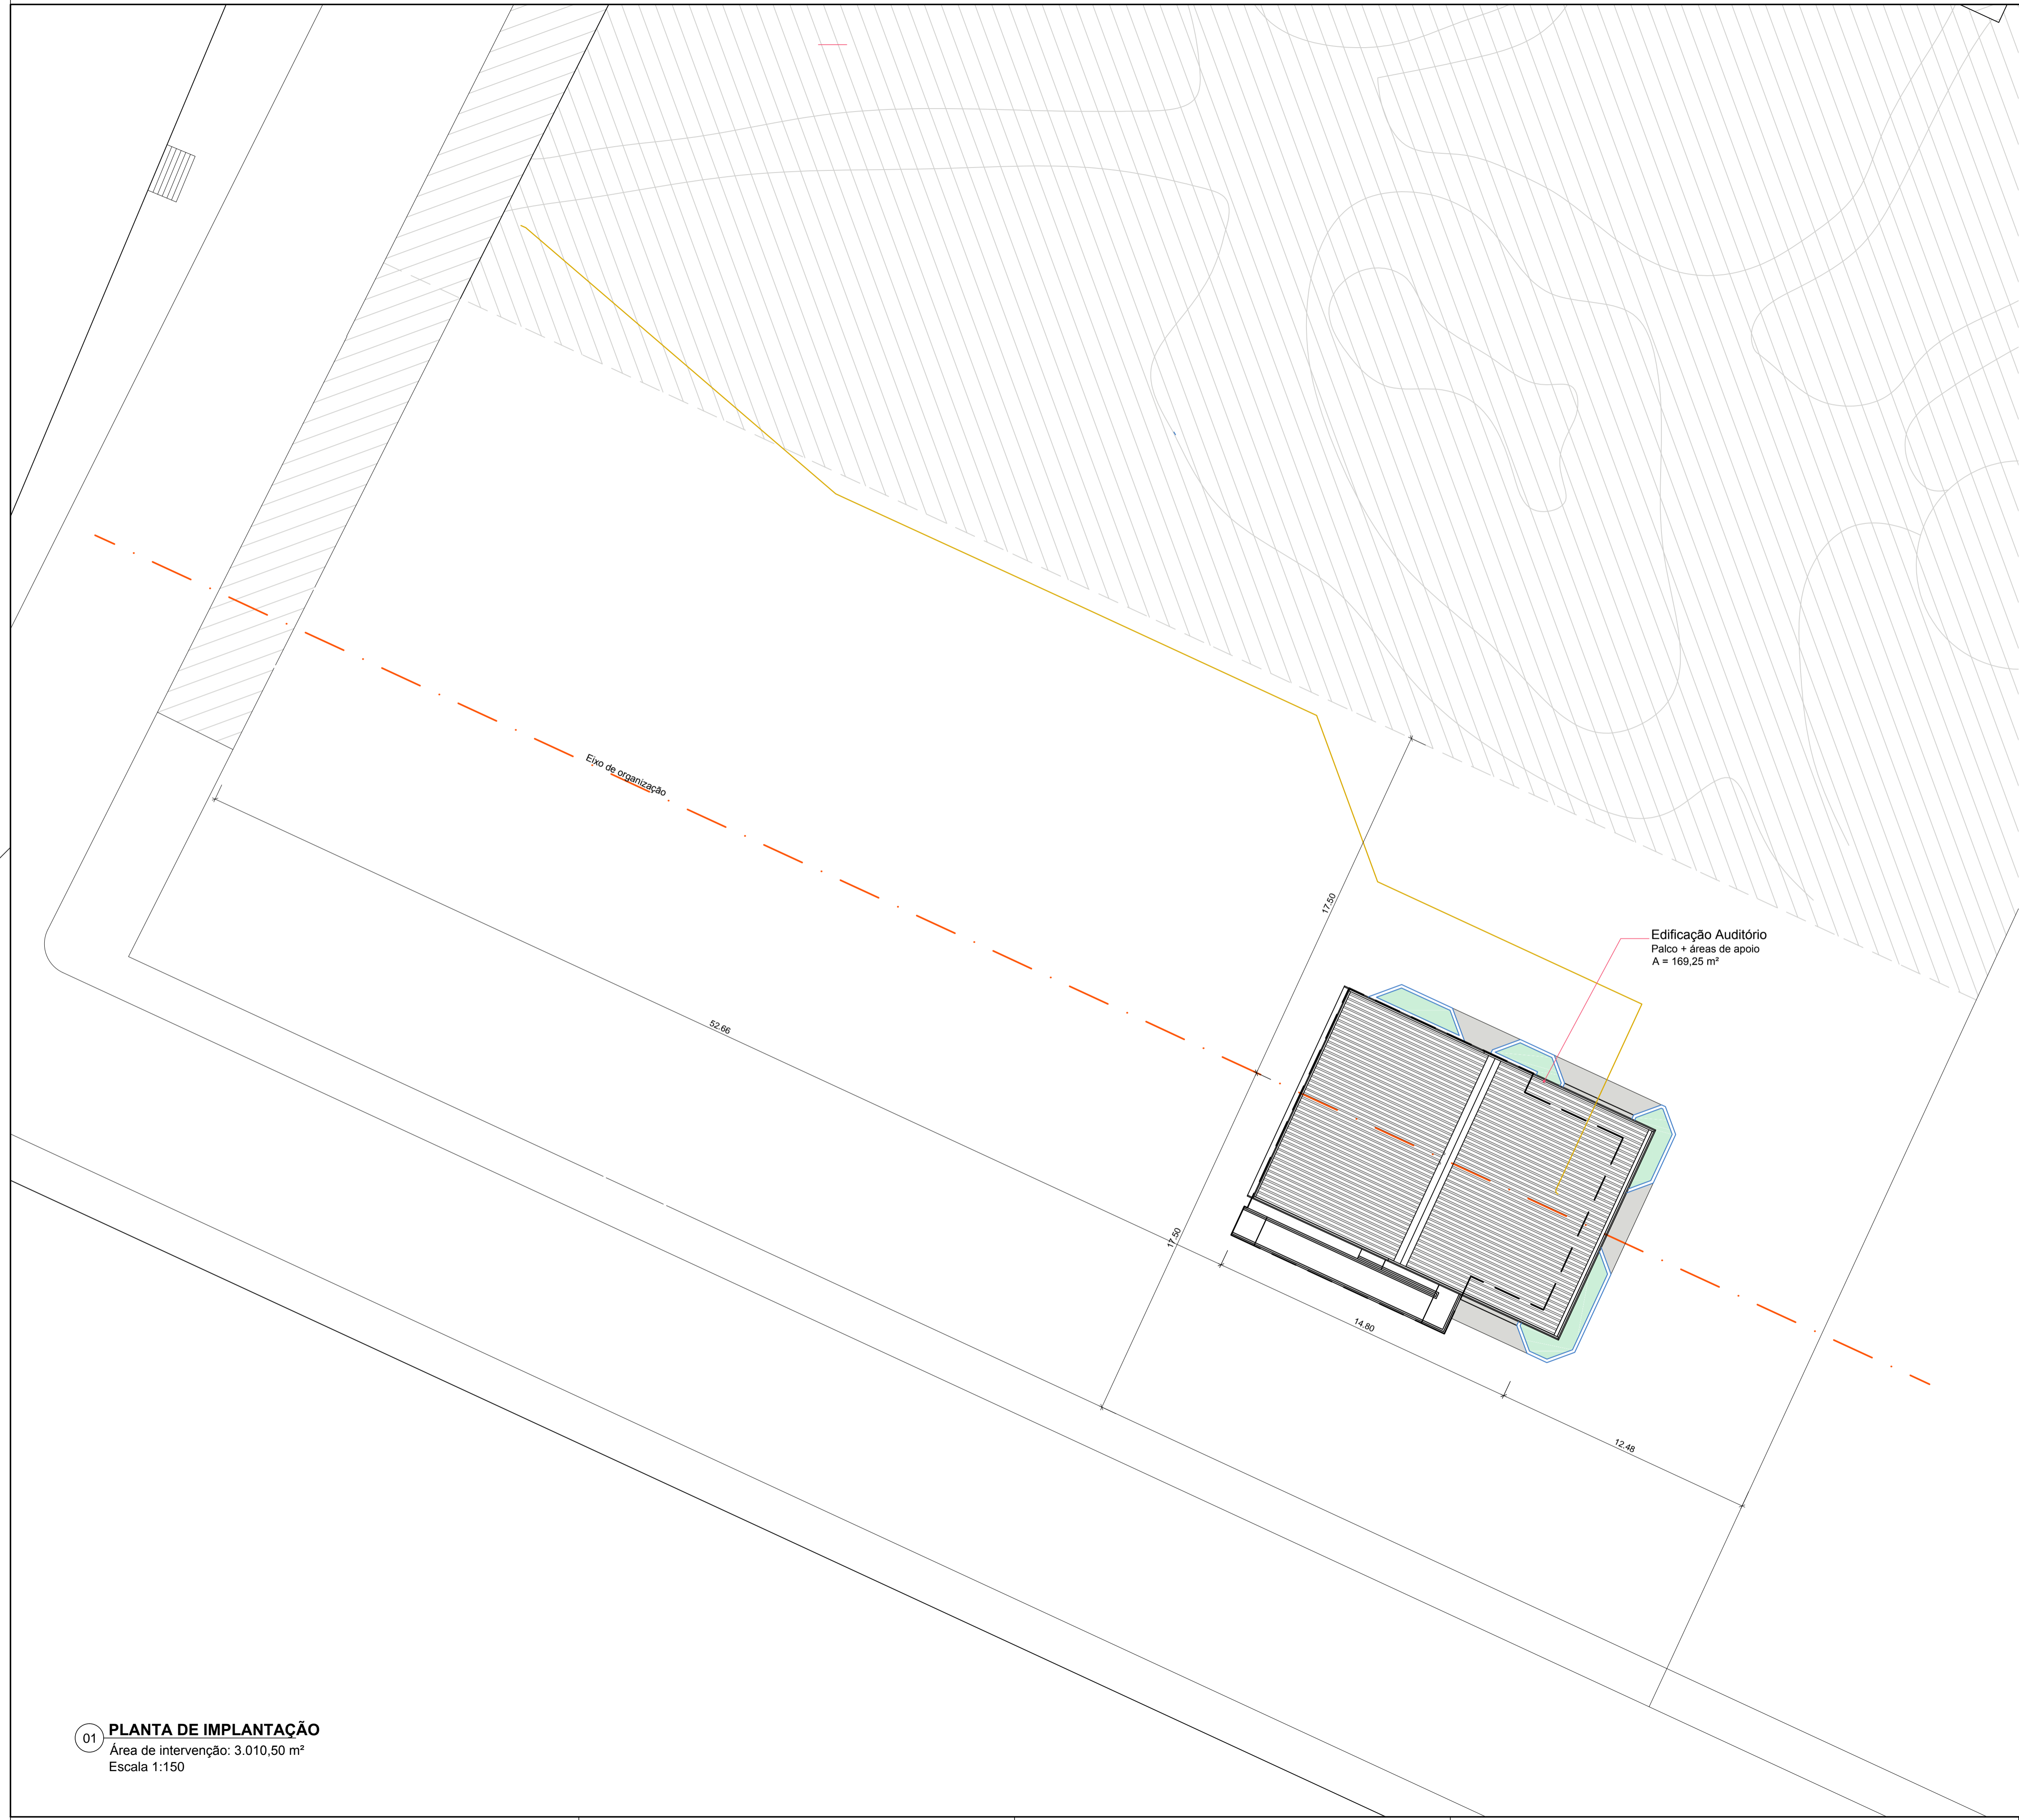 Eixo de organização
17.50
Edificação Auditório
Palco + áreas de apoio
A = 169,25 m²
52.66
17.50
14.80
12.48
01
PLANTA DE IMPLANTAÇÃO
Área de intervenção: 3.010,50 m²
Escala 1:150